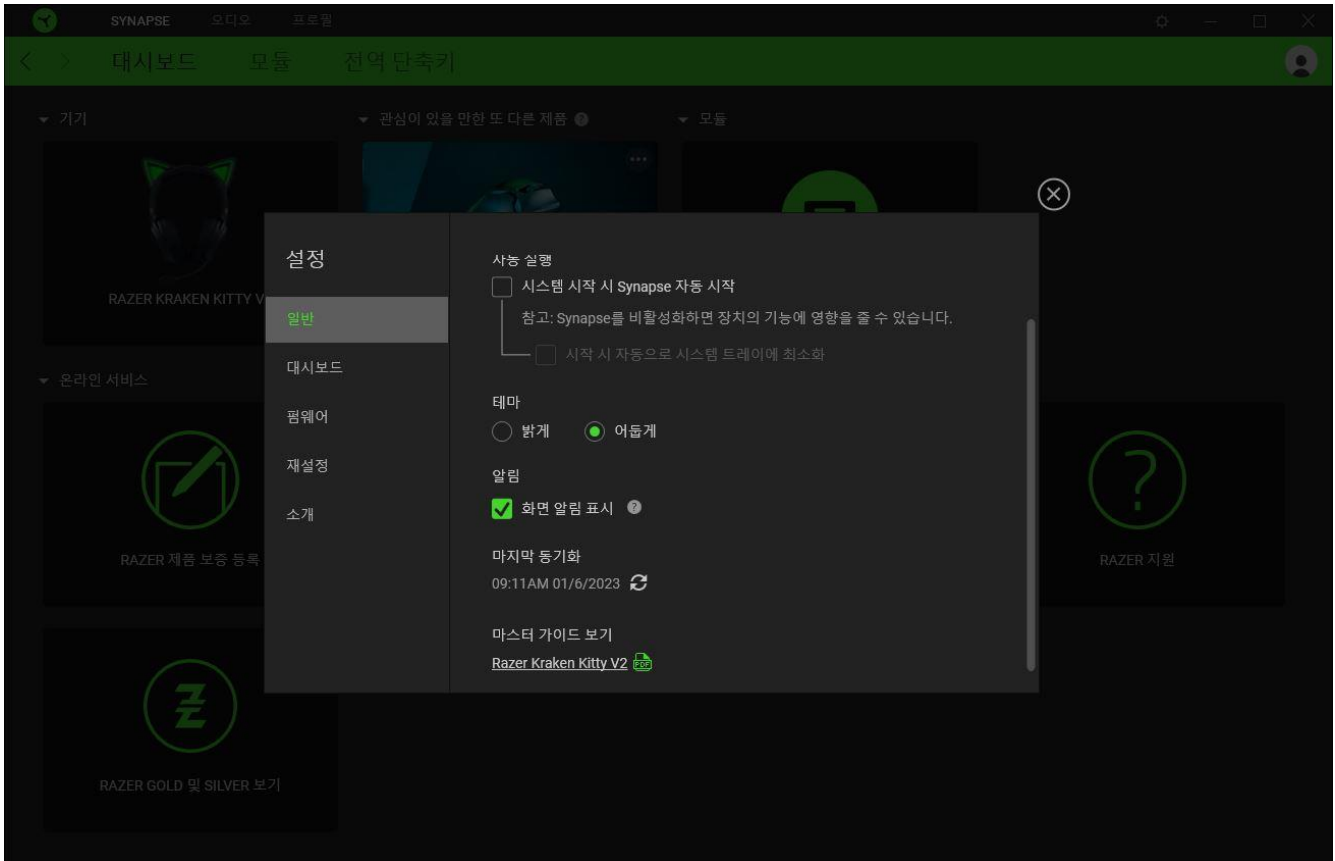 SYNAPSE 오디오 프로필
대시보드 모듈 전역 단축키
기기
관심이 있을 만한 또 다른 제품
모듈
RAZER KRAKEN KITTY V
온라인 서비스
RAZER 제품 보증 등록
RAZER 지원
RAZER GOLD 및 SILVER 보기
설정
일반
대시보드
펌웨어
재설정
소개
실행
시스템 시작 시 Synapse 자동 시작
참고: Synapse를 비활성화하면 장치의 기능에 영향을 줄 수 있습니다.
시작 시 자동으로 시스템 트레이에 최소화
테마
밝게 어둡게
알림
화면 알림 표시
마지막 동기화
09:11AM 01/6/2023
마스터 가이드 보기
Razer Kraken Kitty V2 PDF